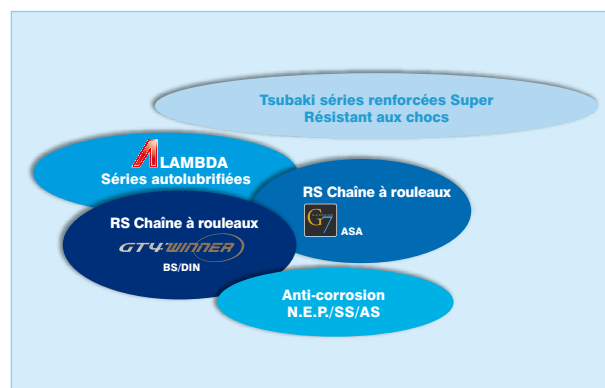 Tsubaki séries renforcées Super
Résistant aux chocs
LAMBDA
Séries autolubrifiées
RS Chaîne à rouleaux
G7
ASA
RS Chaîne à rouleaux
GT4 WINNER
BS/DIN
Anti-corrosion
N.E.P./SS/AS